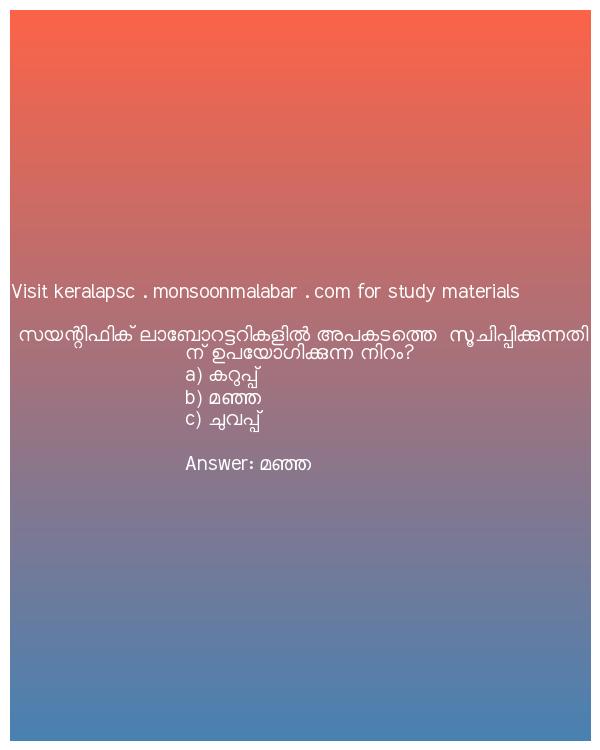 Visit keralapsc . monsoonmalabar . com for study materials
സയന്റിഫിക് ലാബോറട്ടറികളിൽ അപകടത്തെ സൂചിപ്പിക്കുന്നതി
ന് ഉപയോഗിക്കുന്ന നിറം?
a) കറുപ്പ്
b) മഞ്ഞ
c) ചുവപ്പ്
Answer: മഞ്ഞ